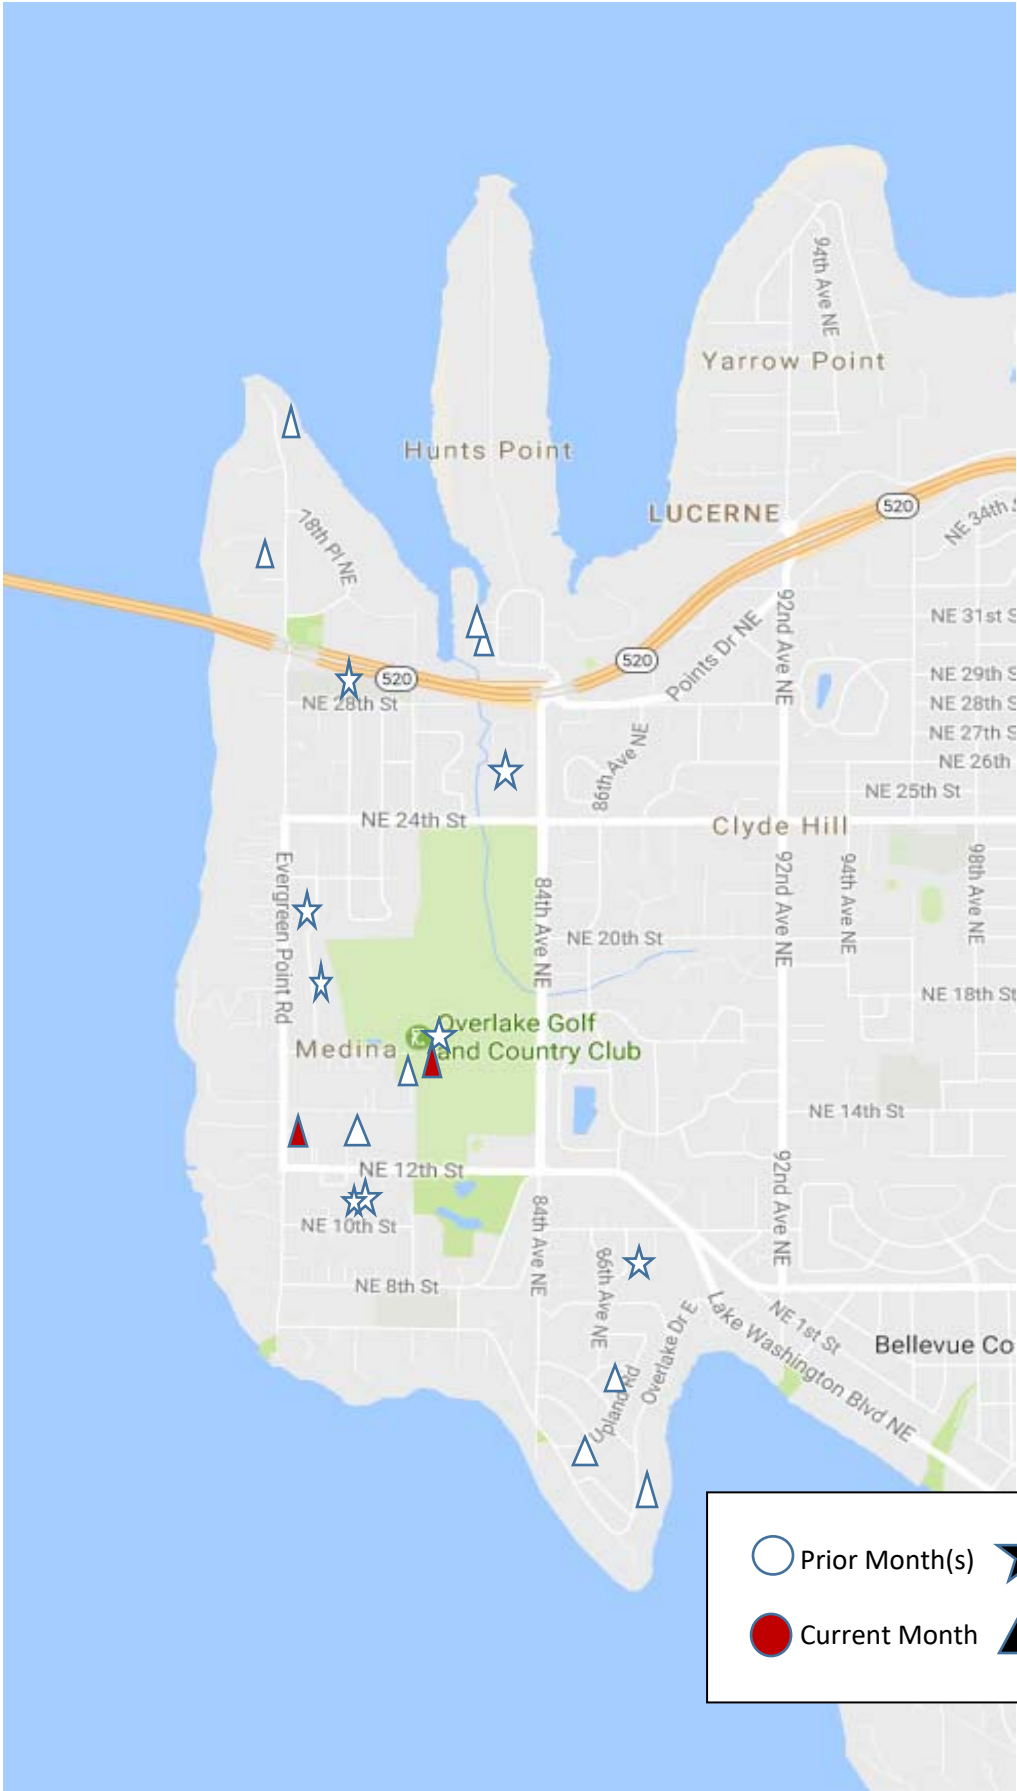 94th Ave NE
Yarrow Point
Hunts Point
LUCERNE
520
NE 34th
78th Pl NE
92nd Ave NE
NE 31st S
Points Dr NE
520
520
NE 29th S
NE 28th St
NE 28th S
86th Ave NE
NE 27th S
NE 26th
NE 25th St
NE 24th St
Clyde Hill
Evergreen Point Rd
84th Ave NE
92nd Ave NE
94th Ave NE
98th Ave NE
NE 20th St
NE 18th St
Overlake Golf
and Country Club
Medina
NE 14th St
NE 12th St
92nd Ave NE
NE 10th St
84th Ave NE
86th Ave NE
NE 8th St
Overlake Dr E
NE 1st St
Lake Washington Blvd NE
Bellevue Co
Upland Rd
Prior Month(s)
Current Month